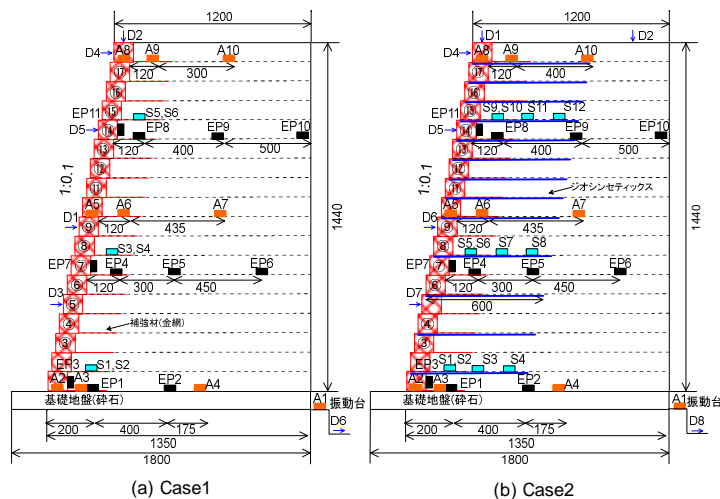 1200
D2
D4
A8
A9
A10
⑰
120
300
⑯
EP11
⑮
S5,S6
D5
⑭
EP8
EP9
EP10
120
400
500
⑬
⑫
1:0.1
⑪
A5
A6
A7
D1
120
435
⑨
⑧
S3,S4
EP7
⑦
EP4
EP5
EP6
⑥
120
300
450
D3
⑤
④
補強材(金網)
③
EP3
S1,S2
A2
A3
EP1
EP2
A4
1440
基礎地盤(砕石)
A1
振動台
D6
200
400
175
1350
1800
(a) Case1
1200
D1
D2
D4
A8
A9
A10
⑰
120
400
⑯
EP11
⑮
S9,S10
S11
S12
D5
⑭
EP8
EP9
EP10
120
400
500
⑬
⑫
1:0.1
⑪
ジオシンセティックス
A5
A6
A7
D6
120
435
⑨
⑧
S5,S6
S7
S8
EP7
⑦
EP4
EP5
EP6
⑥
120
300
450
D7
⑤
600
④
③
EP3
S1,S2
S3
S4
A2
A3
EP1
EP2
A4
1440
基礎地盤(砕石)
A1
振動台
D8
200
400
175
1350
1800
(b) Case2